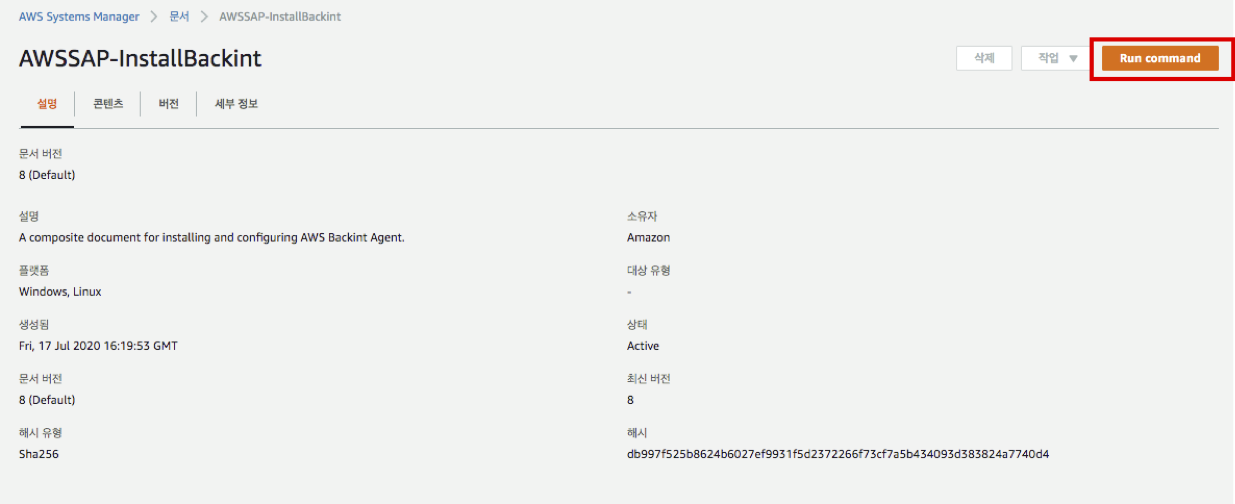 AWS Systems Manager > 문서 > AWSSAP-InstallBackint
AWSSAP-InstallBackint
삭제 작업 ▼ Run command
설명 콘텐츠 버전 세부 정보
문서 버전
8 (Default)
설명 소유자
A composite document for installing and configuring AWS Backint Agent. Amazon
플랫폼 대상 유형
Windows, Linux -
생성됨 상태
Fri, 17 Jul 2020 16:19:53 GMT Active
문서 버전 최신 버전
8 (Default) 8
해시 유형 해시
Sha256 db997f525b8624b6027ef9931f5d2372266f73cf7a5b434093d383824a7740d4